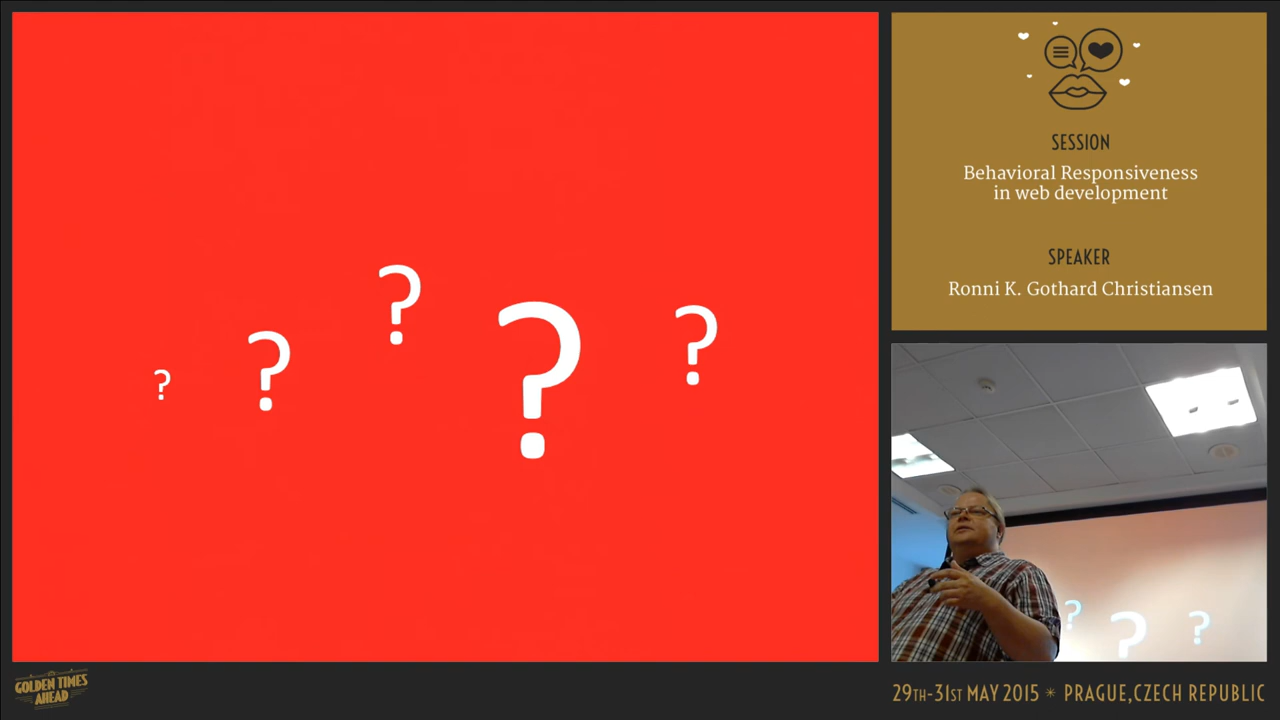 ? ? ? ? ?
SESSION
Behavioral Responsiveness
in web development
SPEAKER
Ronni K. Gothard Christiansen
? ? ?
GOLDEN TIMES
AHEAD
29TH-31ST MAY 2015 * PRAGUE,CZECH REPUBLIC